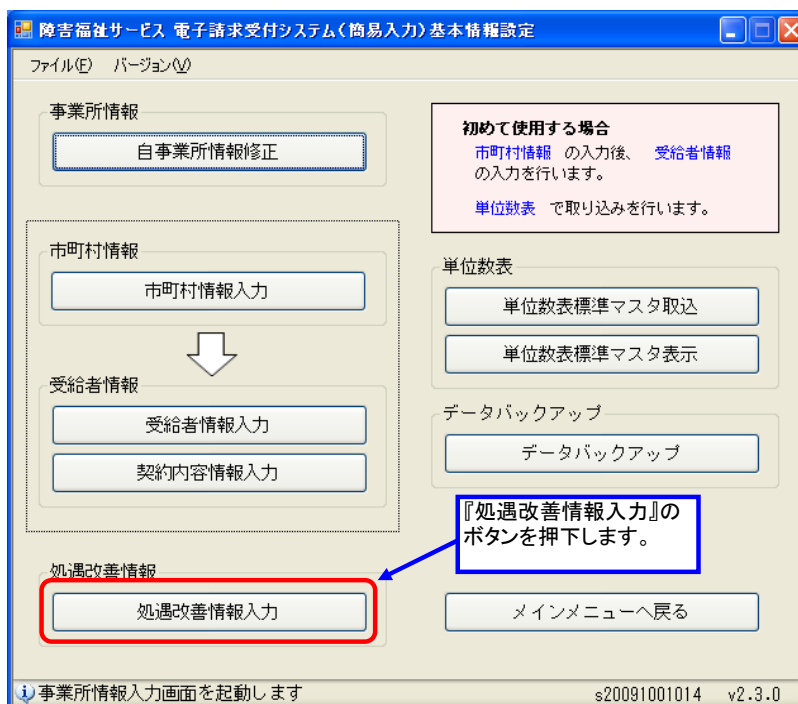 障害福祉サービス 電子請求受付システム(簡易入力)基本情報設定
ファイル(F) バージョン(V)
事業所情報
自事業所情報修正
初めて使用する場合
市町村情報 の入力後、 受給者情報
の入力を行います。
単位数表 で取り込みを行います。
市町村情報
市町村情報入力
受給者情報
受給者情報入力
契約内容情報入力
単位数表
単位数表標準マスタ取込
単位数表標準マスタ表示
データバックアップ
データバックアップ
『処遇改善情報入力』の
ボタンを押下します。
処遇改善情報
処遇改善情報入力
メインメニューへ戻る
事業所情報入力画面を起動します s20091001014 v2.3.0